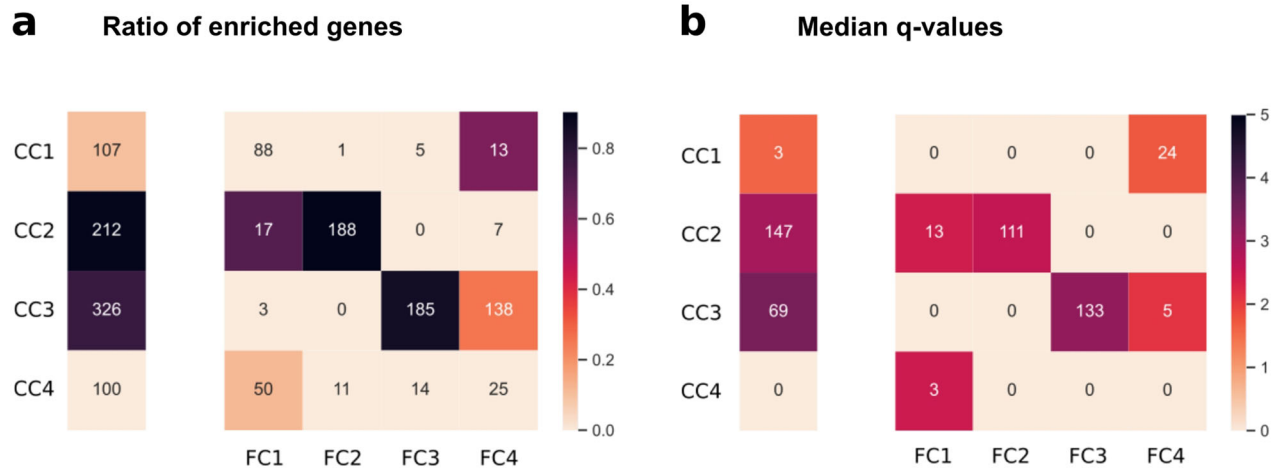 a Ratio of enriched genes
CC1 107 88 1 5 13
CC2 212 17 188 0 7
CC3 326 3 0 185 138
CC4 100 50 11 14 25
FC1 FC2 FC3 FC4
0.8
0.6
0.4
0.2
0.0
b Median q-values
CC1 3 0 0 0 24
CC2 147 13 111 0 0
CC3 69 0 0 133 5
CC4 0 3 0 0 0
FC1 FC2 FC3 FC4
5
4
3
2
1
0